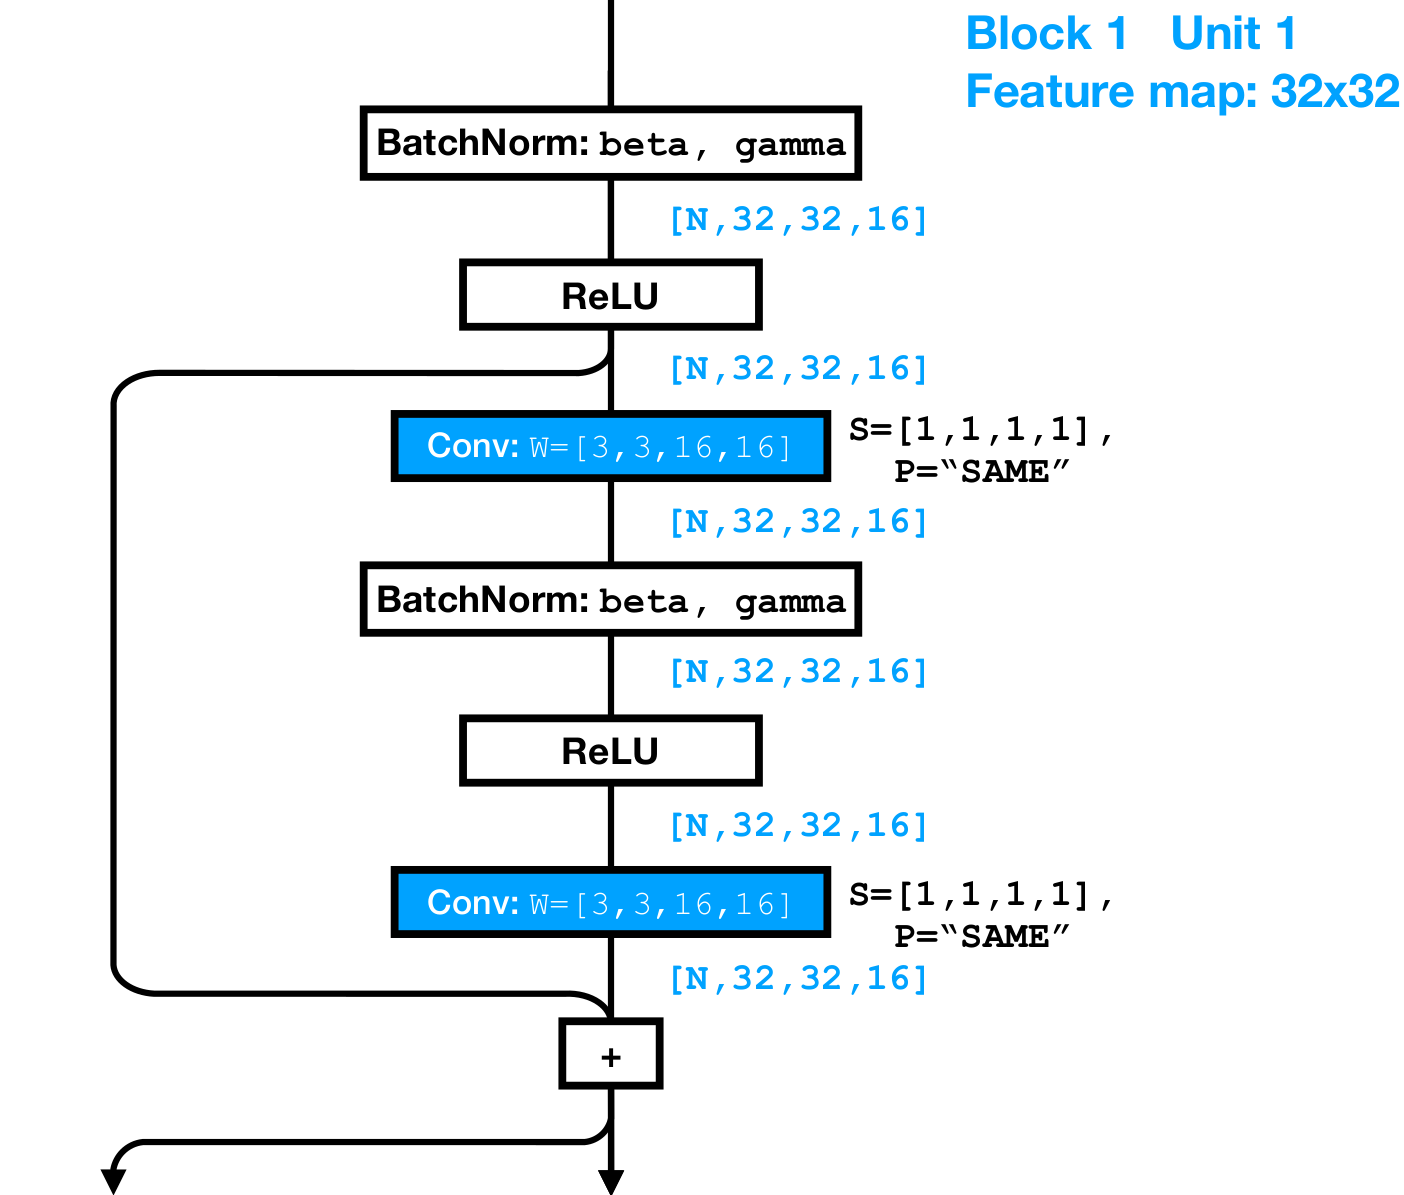 Block 1 Unit 1
Feature map: 32x32
BatchNorm: beta, gamma
[N,32,32,16]
ReLU
[N,32,32,16]
Conv: W=[3,3,16,16]
S=[1,1,1,1],
P=“SAME”
[N,32,32,16]
BatchNorm: beta, gamma
[N,32,32,16]
ReLU
[N,32,32,16]
Conv: W=[3,3,16,16]
S=[1,1,1,1],
P=“SAME”
[N,32,32,16]
+